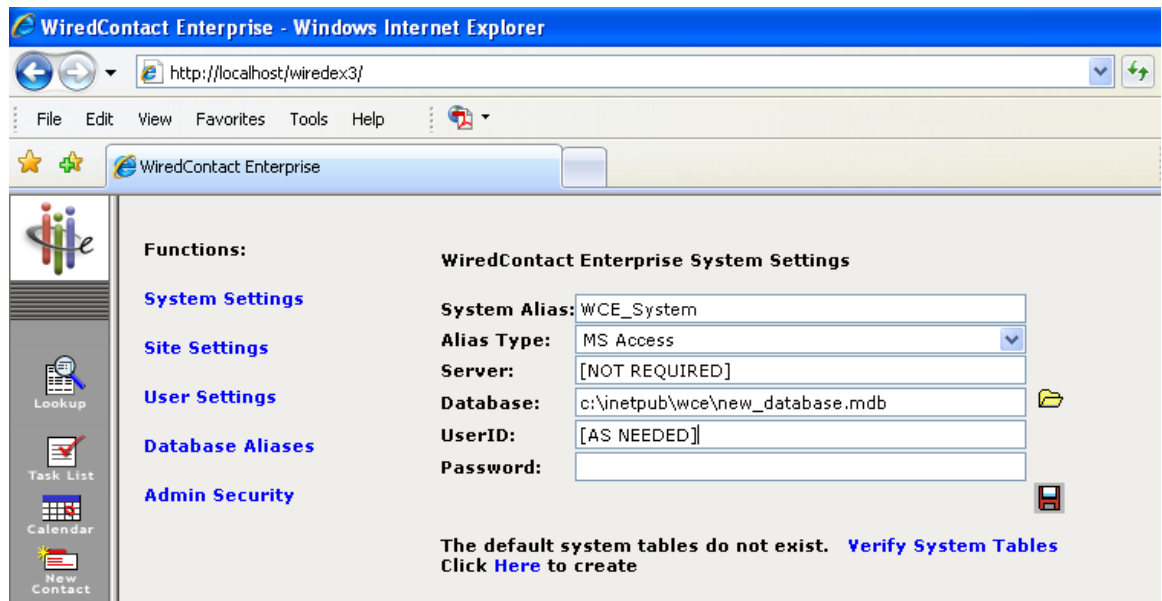 WiredContact Enterprise - Windows Internet Explorer
http://localhost/wiredex3/
File Edit View Favorites Tools Help
WiredContact Enterprise
e
Functions:
System Settings
Site Settings
User Settings
Database Aliases
Admin Security
Lookup
Task List
Calendar
New
Contact
WiredContact Enterprise System Settings
System Alias: WCE_System
Alias Type: MS Access
Server: [NOT REQUIRED]
Database: c:\inetpub\wce\new_database.mdb
UserID: [AS NEEDED]
Password:
The default system tables do not exist. Verify System Tables
Click Here to create